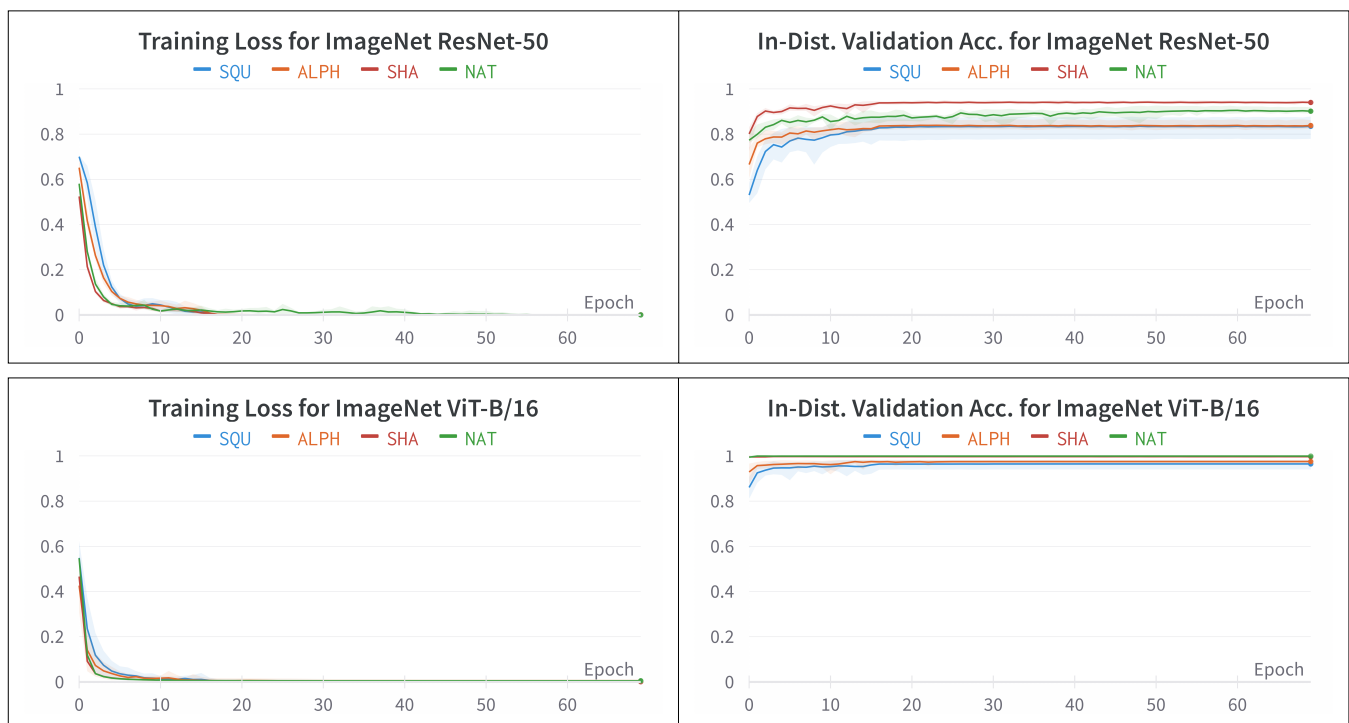 Training Loss for ImageNet ResNet-50
SQU ALPH SHA NAT
1
0.8
0.6
0.4
0.2
0
Epoch
0 10 20 30 40 50 60
In-Dist. Validation Acc. for ImageNet ResNet-50
SQU ALPH SHA NAT
1
0.8
0.6
0.4
0.2
0
Epoch
0 10 20 30 40 50 60
Training Loss for ImageNet ViT-B/16
SQU ALPH SHA NAT
1
0.8
0.6
0.4
0.2
0
Epoch
0 10 20 30 40 50 60
In-Dist. Validation Acc. for ImageNet ViT-B/16
SQU ALPH SHA NAT
1
0.8
0.6
0.4
0.2
0
Epoch
0 10 20 30 40 50 60